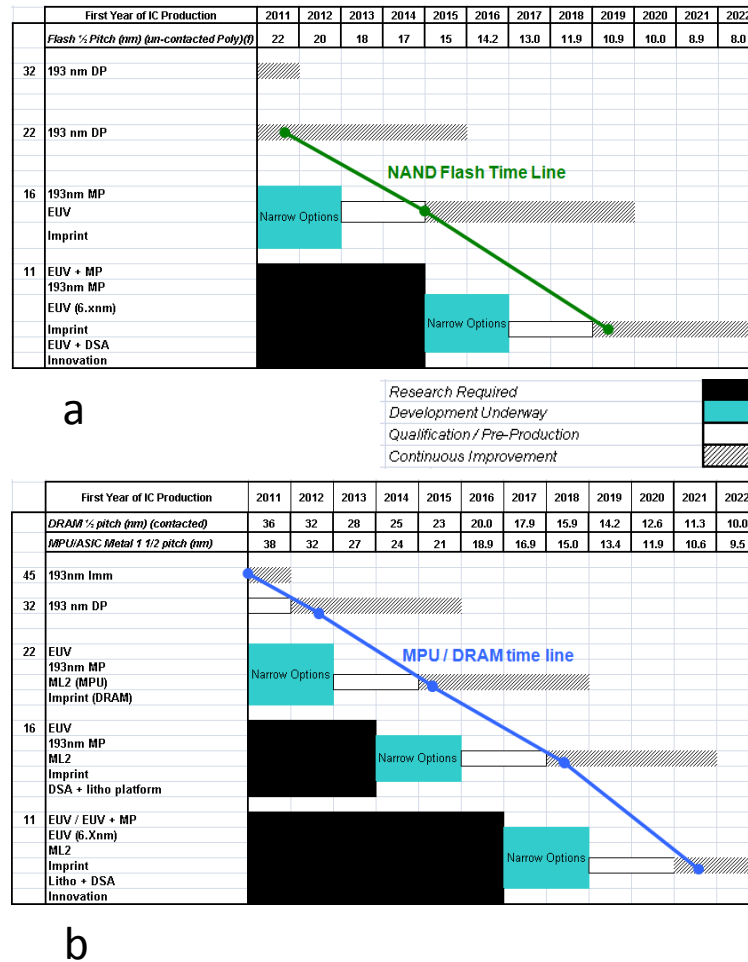 First Year of IC Production 2011 2012 2013 2014 2015 2016 2017 2018 2019 2020 2021 2022
Flash ½ Pitch (nm) (un-contacted Poly)(f) 22 20 18 17 15 14.2 13.0 11.9 10.9 10.0 8.9 8.0
32 193 nm DP
22 193 nm DP
NAND Flash Time Line
16 193nm MP
EUV
Narrow Options
Imprint
11 EUV + MP
193nm MP
EUV (6.xnm)
Narrow Options
Imprint
EUV + DSA
Innovation
a
Research Required
Development Underway
Qualification / Pre-Production
Continuous Improvement
First Year of IC Production 2011 2012 2013 2014 2015 2016 2017 2018 2019 2020 2021 2022
DRAM ½ pitch (nm) (contacted) 36 32 28 25 23 20.0 17.9 15.9 14.2 12.6 11.3 10.0
MPU/ASIC Metal 1 1/2 pitch (nm) 38 32 27 24 21 18.9 16.9 15.0 13.4 11.9 10.6 9.5
45 193nm Imm
32 193 nm DP
22 EUV
MPU / DRAM time line
193nm MP
Narrow Options
ML2 (MPU)
Imprint (DRAM)
16 EUV
193nm MP
ML2
Narrow Options
Imprint
DSA + litho platform
11 EUV / EUV + MP
EUV (6.Xnm)
ML2
Narrow Options
Imprint
Litho + DSA
Innovation
b